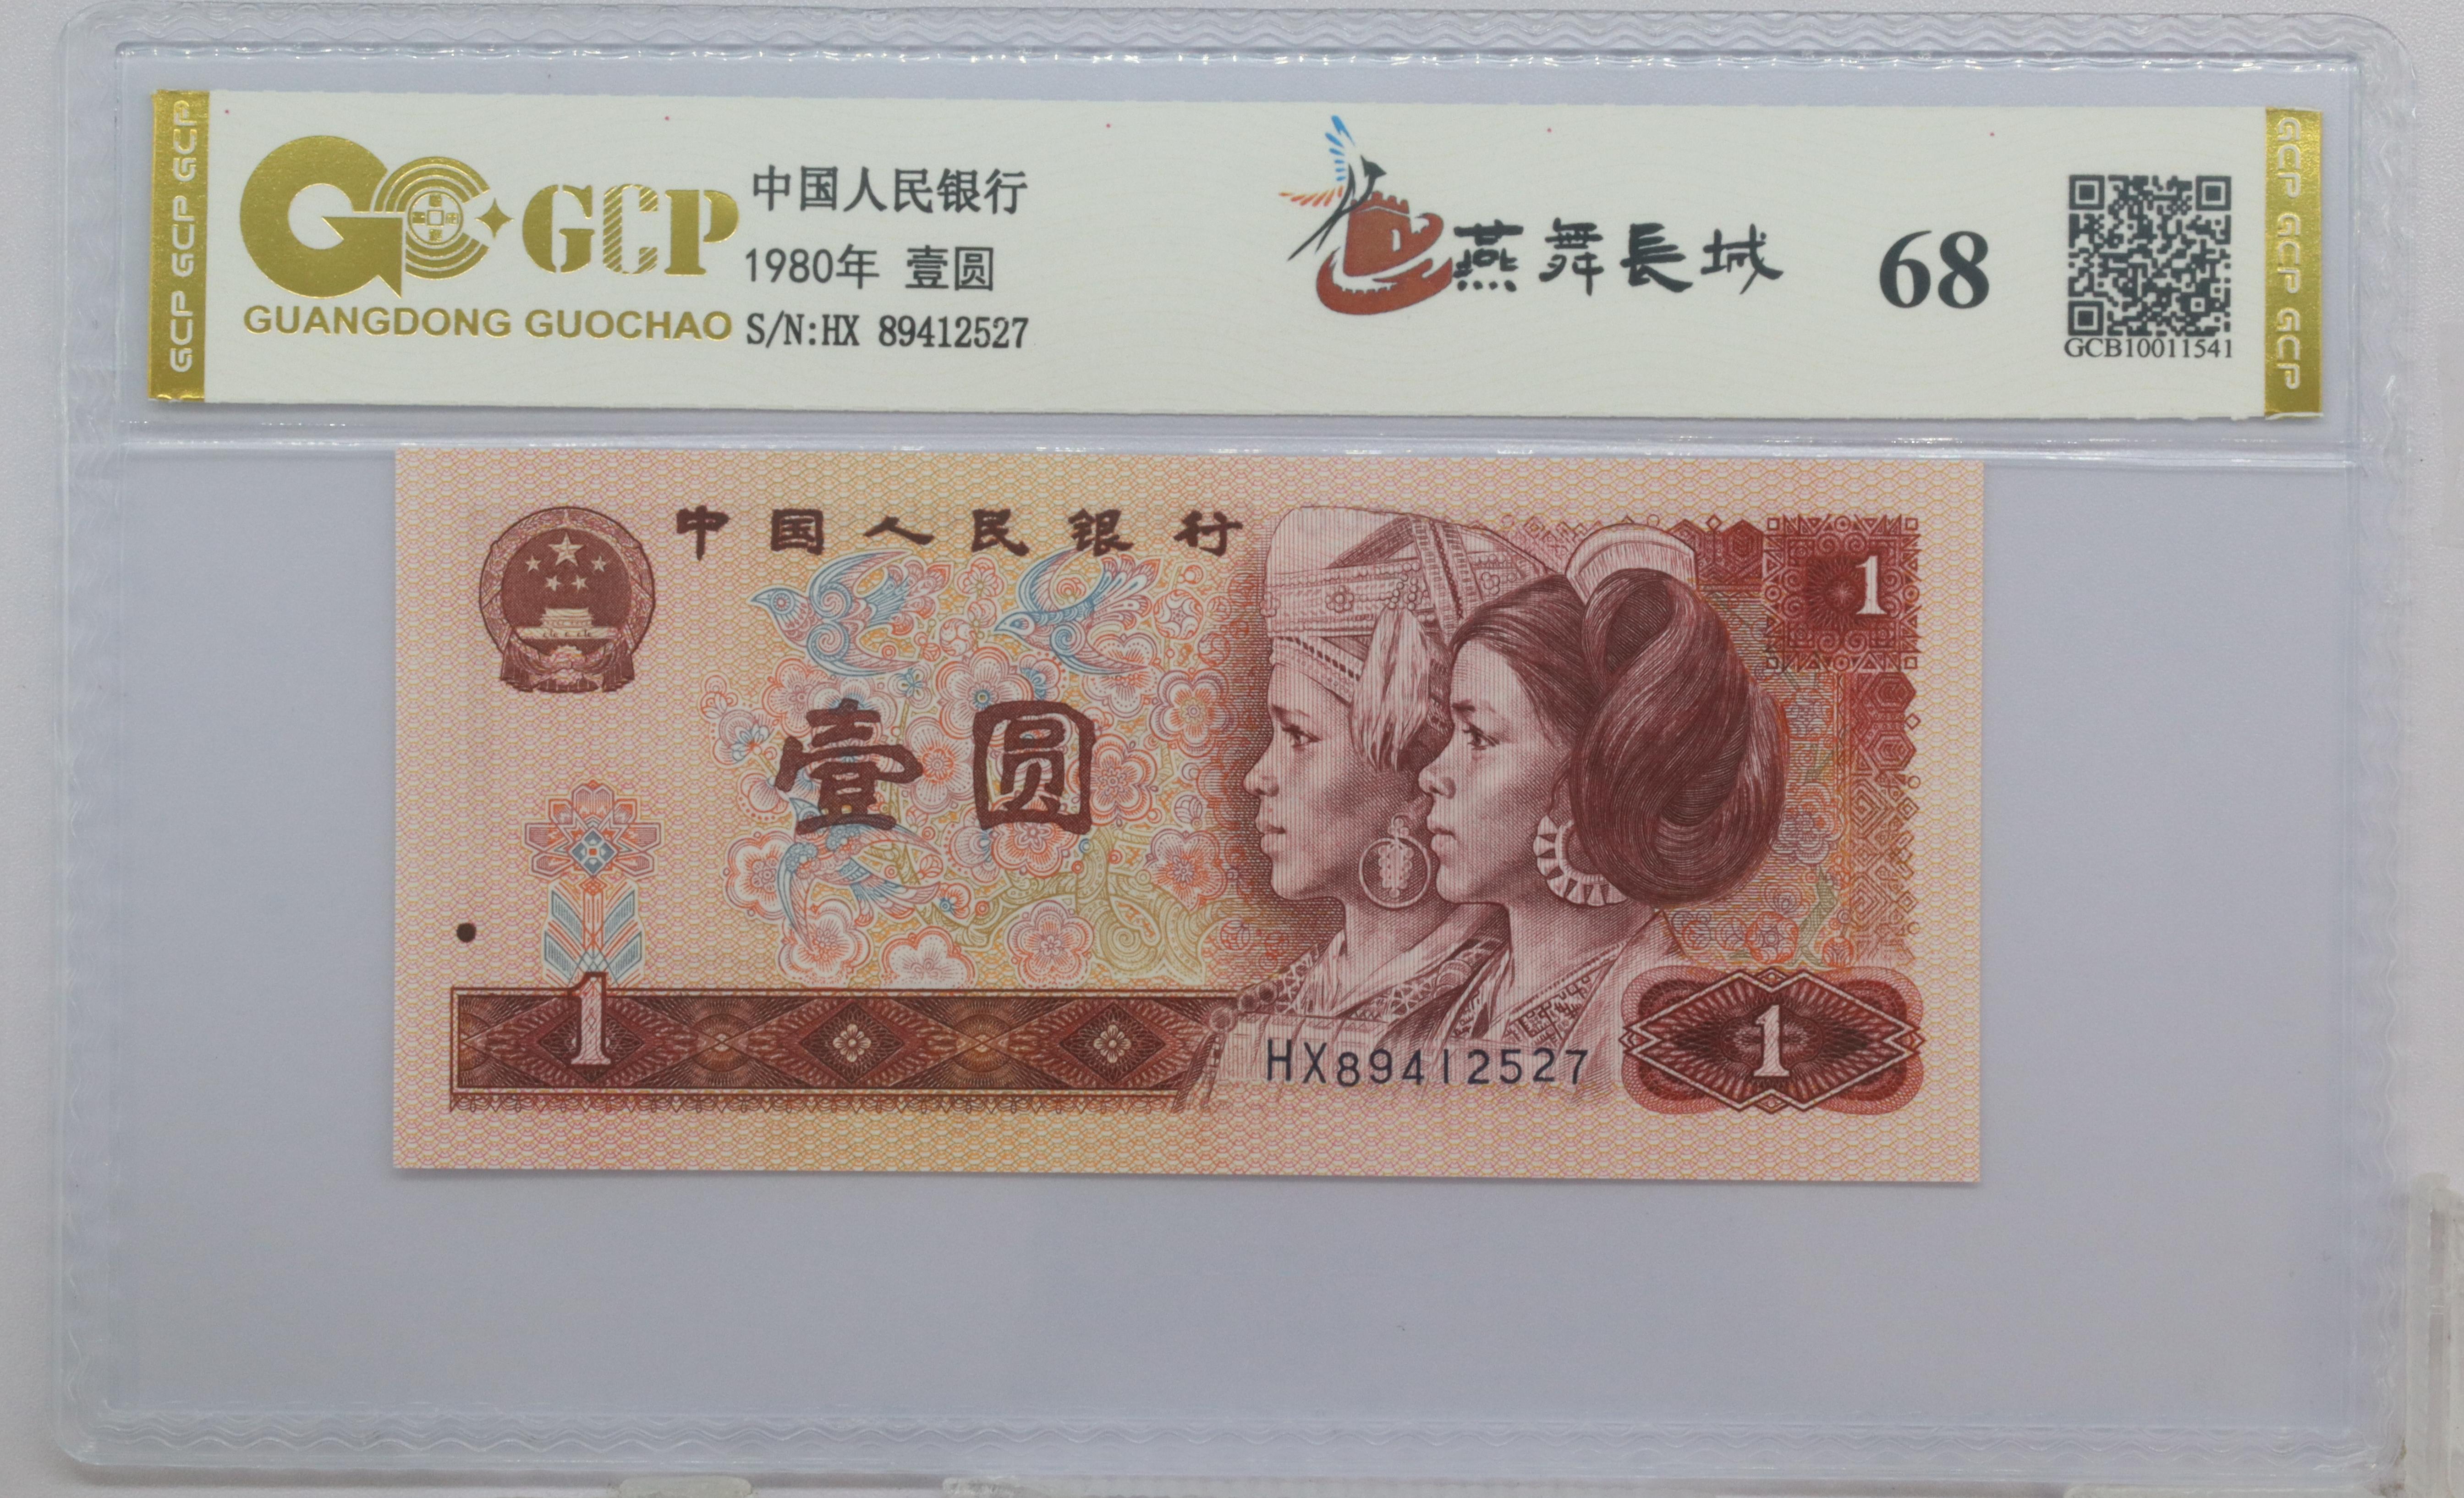 GCP GCP GCP
GCP
GUANGDONG GUOCHAO
中国人民银行
1980年 壹圆
S/N:HX 89412527
燕舞長城
68
GCB10011541
GCP GCP GCP
中国人民银行
1
壹圆
1
HX89412527
1